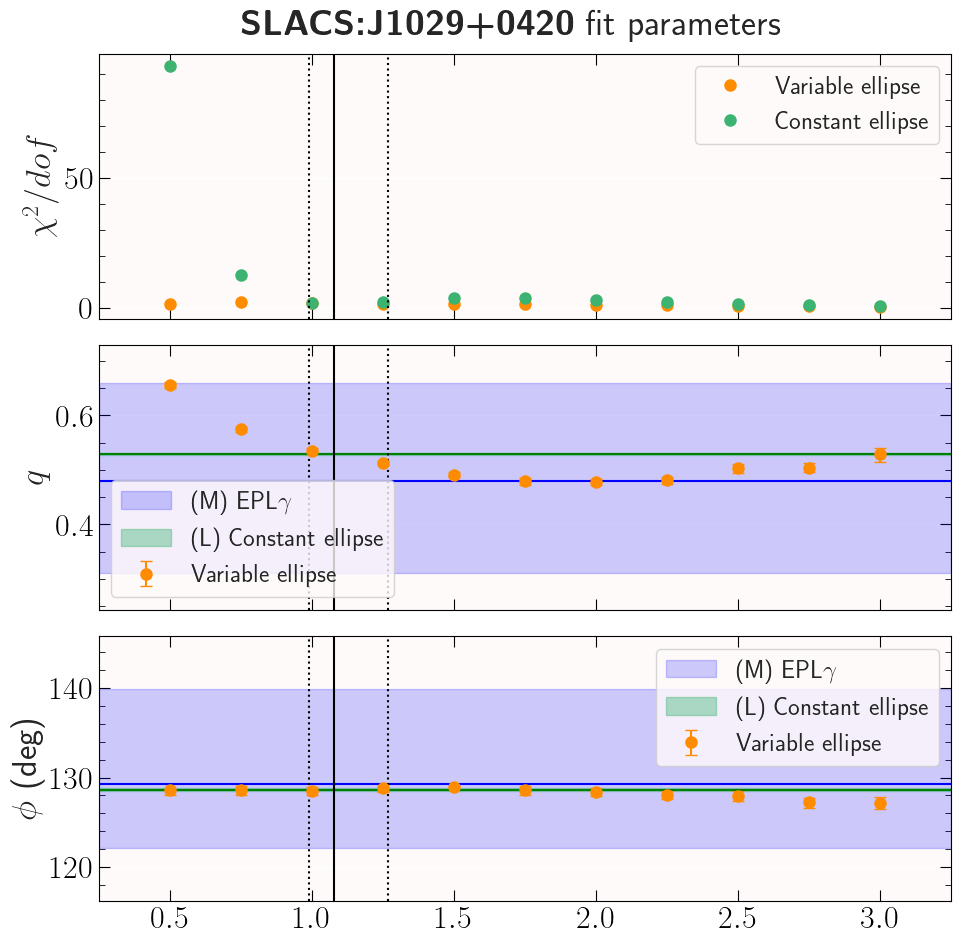 SLACS:J1029+0420 fit parameters
χ²/dof
50
0
Variable ellipse
Constant ellipse
q
0.6
0.4
(M) EPLγ
(L) Constant ellipse
Variable ellipse
ϕ (deg)
140
130
120
(M) EPLγ
(L) Constant ellipse
Variable ellipse
0.5 1.0 1.5 2.0 2.5 3.0